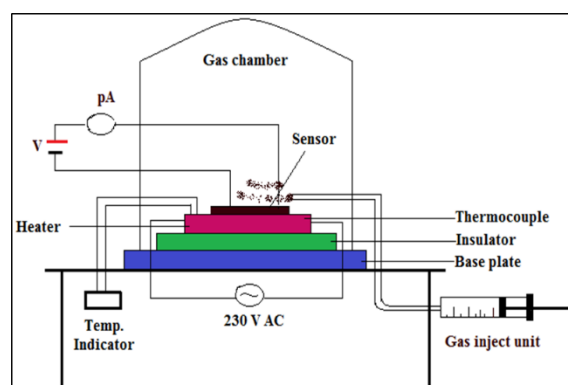 Gas chamber
pA
Sensor
V
Thermocouple
Heater
Insulator
Base plate
Temp.
Indicator
230 V AC
Gas inject unit